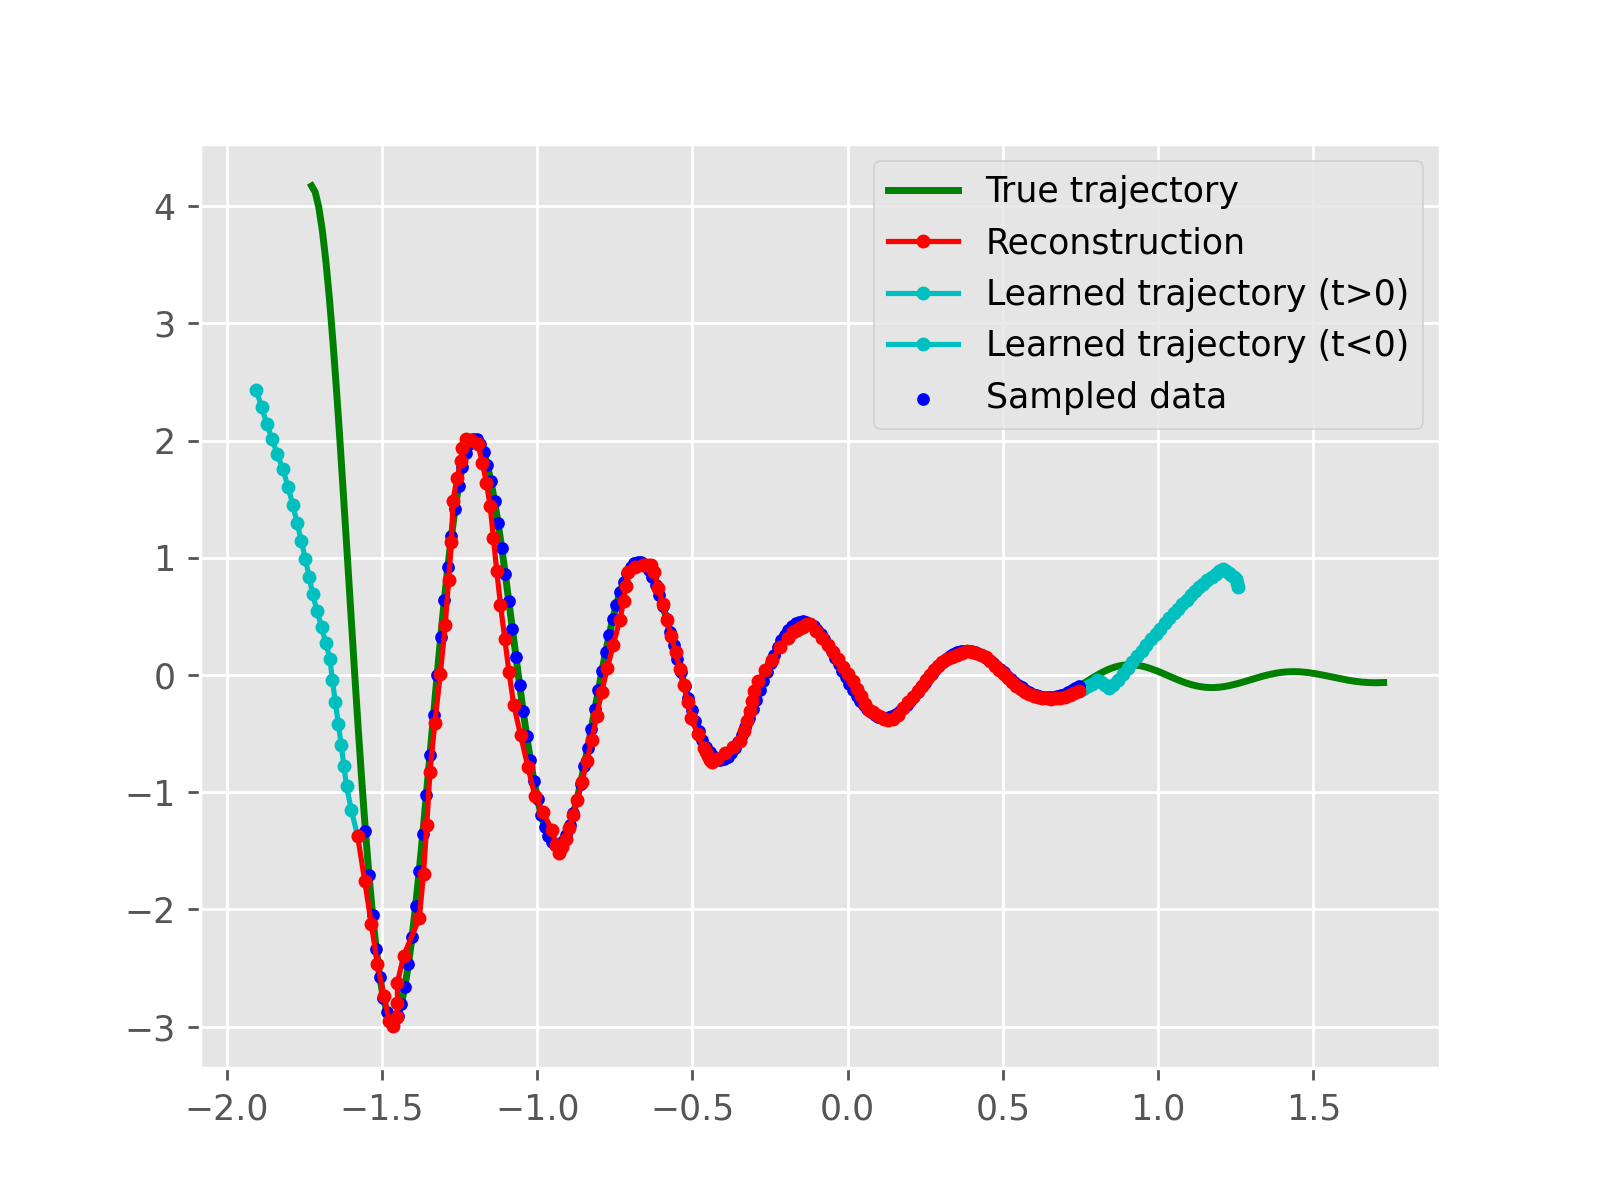 True trajectory
Reconstruction
Learned trajectory (t>0)
Learned trajectory (t<0)
Sampled data
4
3
2
1
0
−1
−2
−3
−2.0 −1.5 −1.0 −0.5 0.0 0.5 1.0 1.5